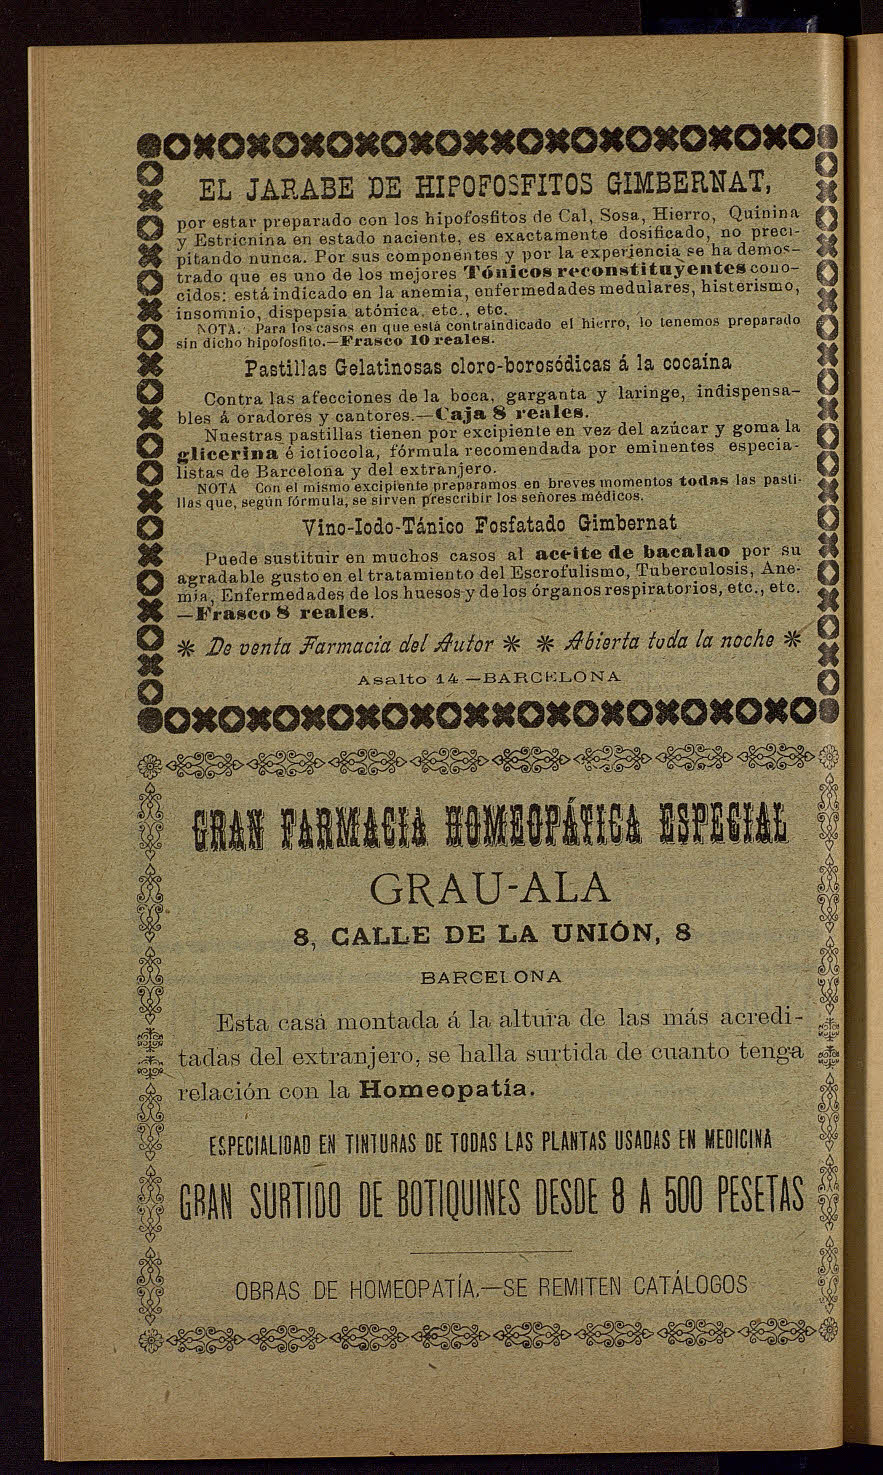 EL JARABE DE HIPOFOSFITOS GIMBERNAT,
por estar preparado con los hipofosfitos de Cal, Sosa, Hierro, Quinina
y Estricnina en estado naciente, es exactamente dosificado, no preci-
pitando nunca. Por sus componentes y por la experiencia se ha demos-
trado que es uno de los mejores Tónicos reconstituyentes cono-
cidos; está indicado en la anemia, enfermedades medulares, histerismo,
insomnio, dispepsia atónica, etc., etc.
NOTA. Para los casos en que está contraindicado el hierro, lo tenemos preparado
sin dicho hipofosfito.—Frasco 10 reales.
Pastillas Gelatinosas cloro-borosódicas á la cocaína
Contra las afecciones de la boca, garganta y laringe, indispensa-
bles á oradores y cantores.—Caja 8 reales.
Nuestras pastillas tienen por excipiente en vez del azúcar y goma la
glicerina é ictiocola, fórmula recomendada por eminentes especia-
listas de Barcelona y del extranjero.
NOTA Con el mismo excipiente preparamos en breves momentos todas las pasti-
llas que, según fórmula, se sirven prescribir los señores médicos.
Vino-Iodo-Tánico Fosfatado Gimbernat
Puede sustituir en muchos casos al aceite de bacalao por su
agradable gusto en el tratamiento del Escrofulismo, Tuberculosis, Ane-
mia, Enfermedades de los huesos y de los órganos respiratorios, etc., etc.
—Frasco 8 reales.
De venta Farmacia del Autor Abierta toda la noche
Asalto 14.—BARCELONA
GRAN FARMACIA HOMEOPÁTICA ESPECIAL
GRAU-ALA
8, CALLE DE LA UNIÓN, 8
BARCELONA
Esta casa montada á la altura de las más acredi-
tadas del extranjero, se halla surtida de cuanto tenga
relación con la Homeopatía.
ESPECIALIDAD EN TINTURAS DE TODAS LAS PLANTAS USADAS EN MEDICINA
GRAN SURTIDO DE BOTIQUINES DESDE 8 A 500 PESETAS
OBRAS DE HOMEOPATÍA.—SE REMITEN CATÁLOGOS